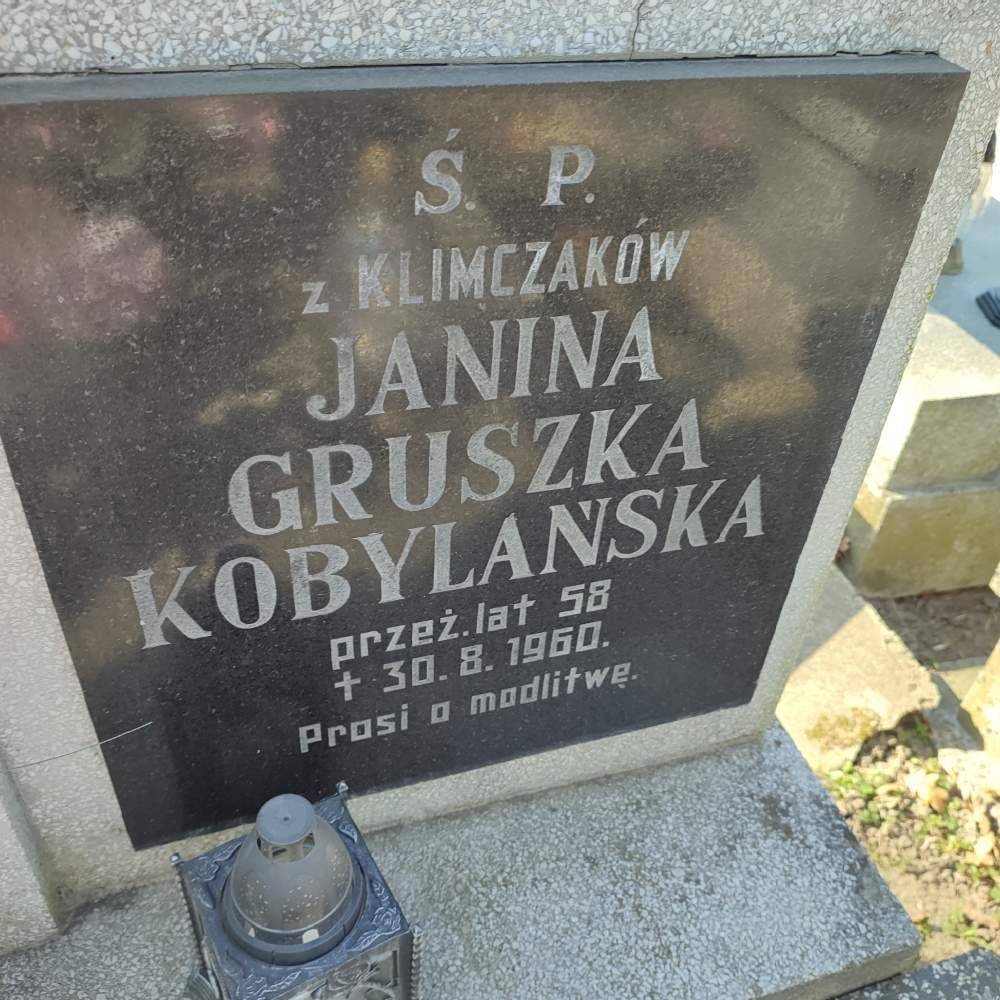 Ś. P.
z KLIMCZAKÓW
JANINA
GRUSZKA
KOBYLAŃSKA
przeż. lat 58
+ 30. 8. 1960.
Prosi o modlitwę.